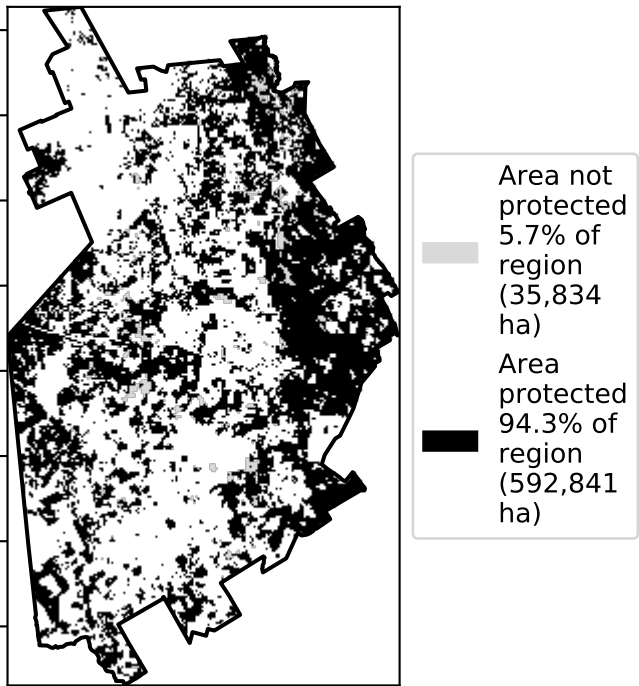 Area not
protected
5.7% of
region
(35,834
ha)
Area
protected
94.3% of
region
(592,841
ha)